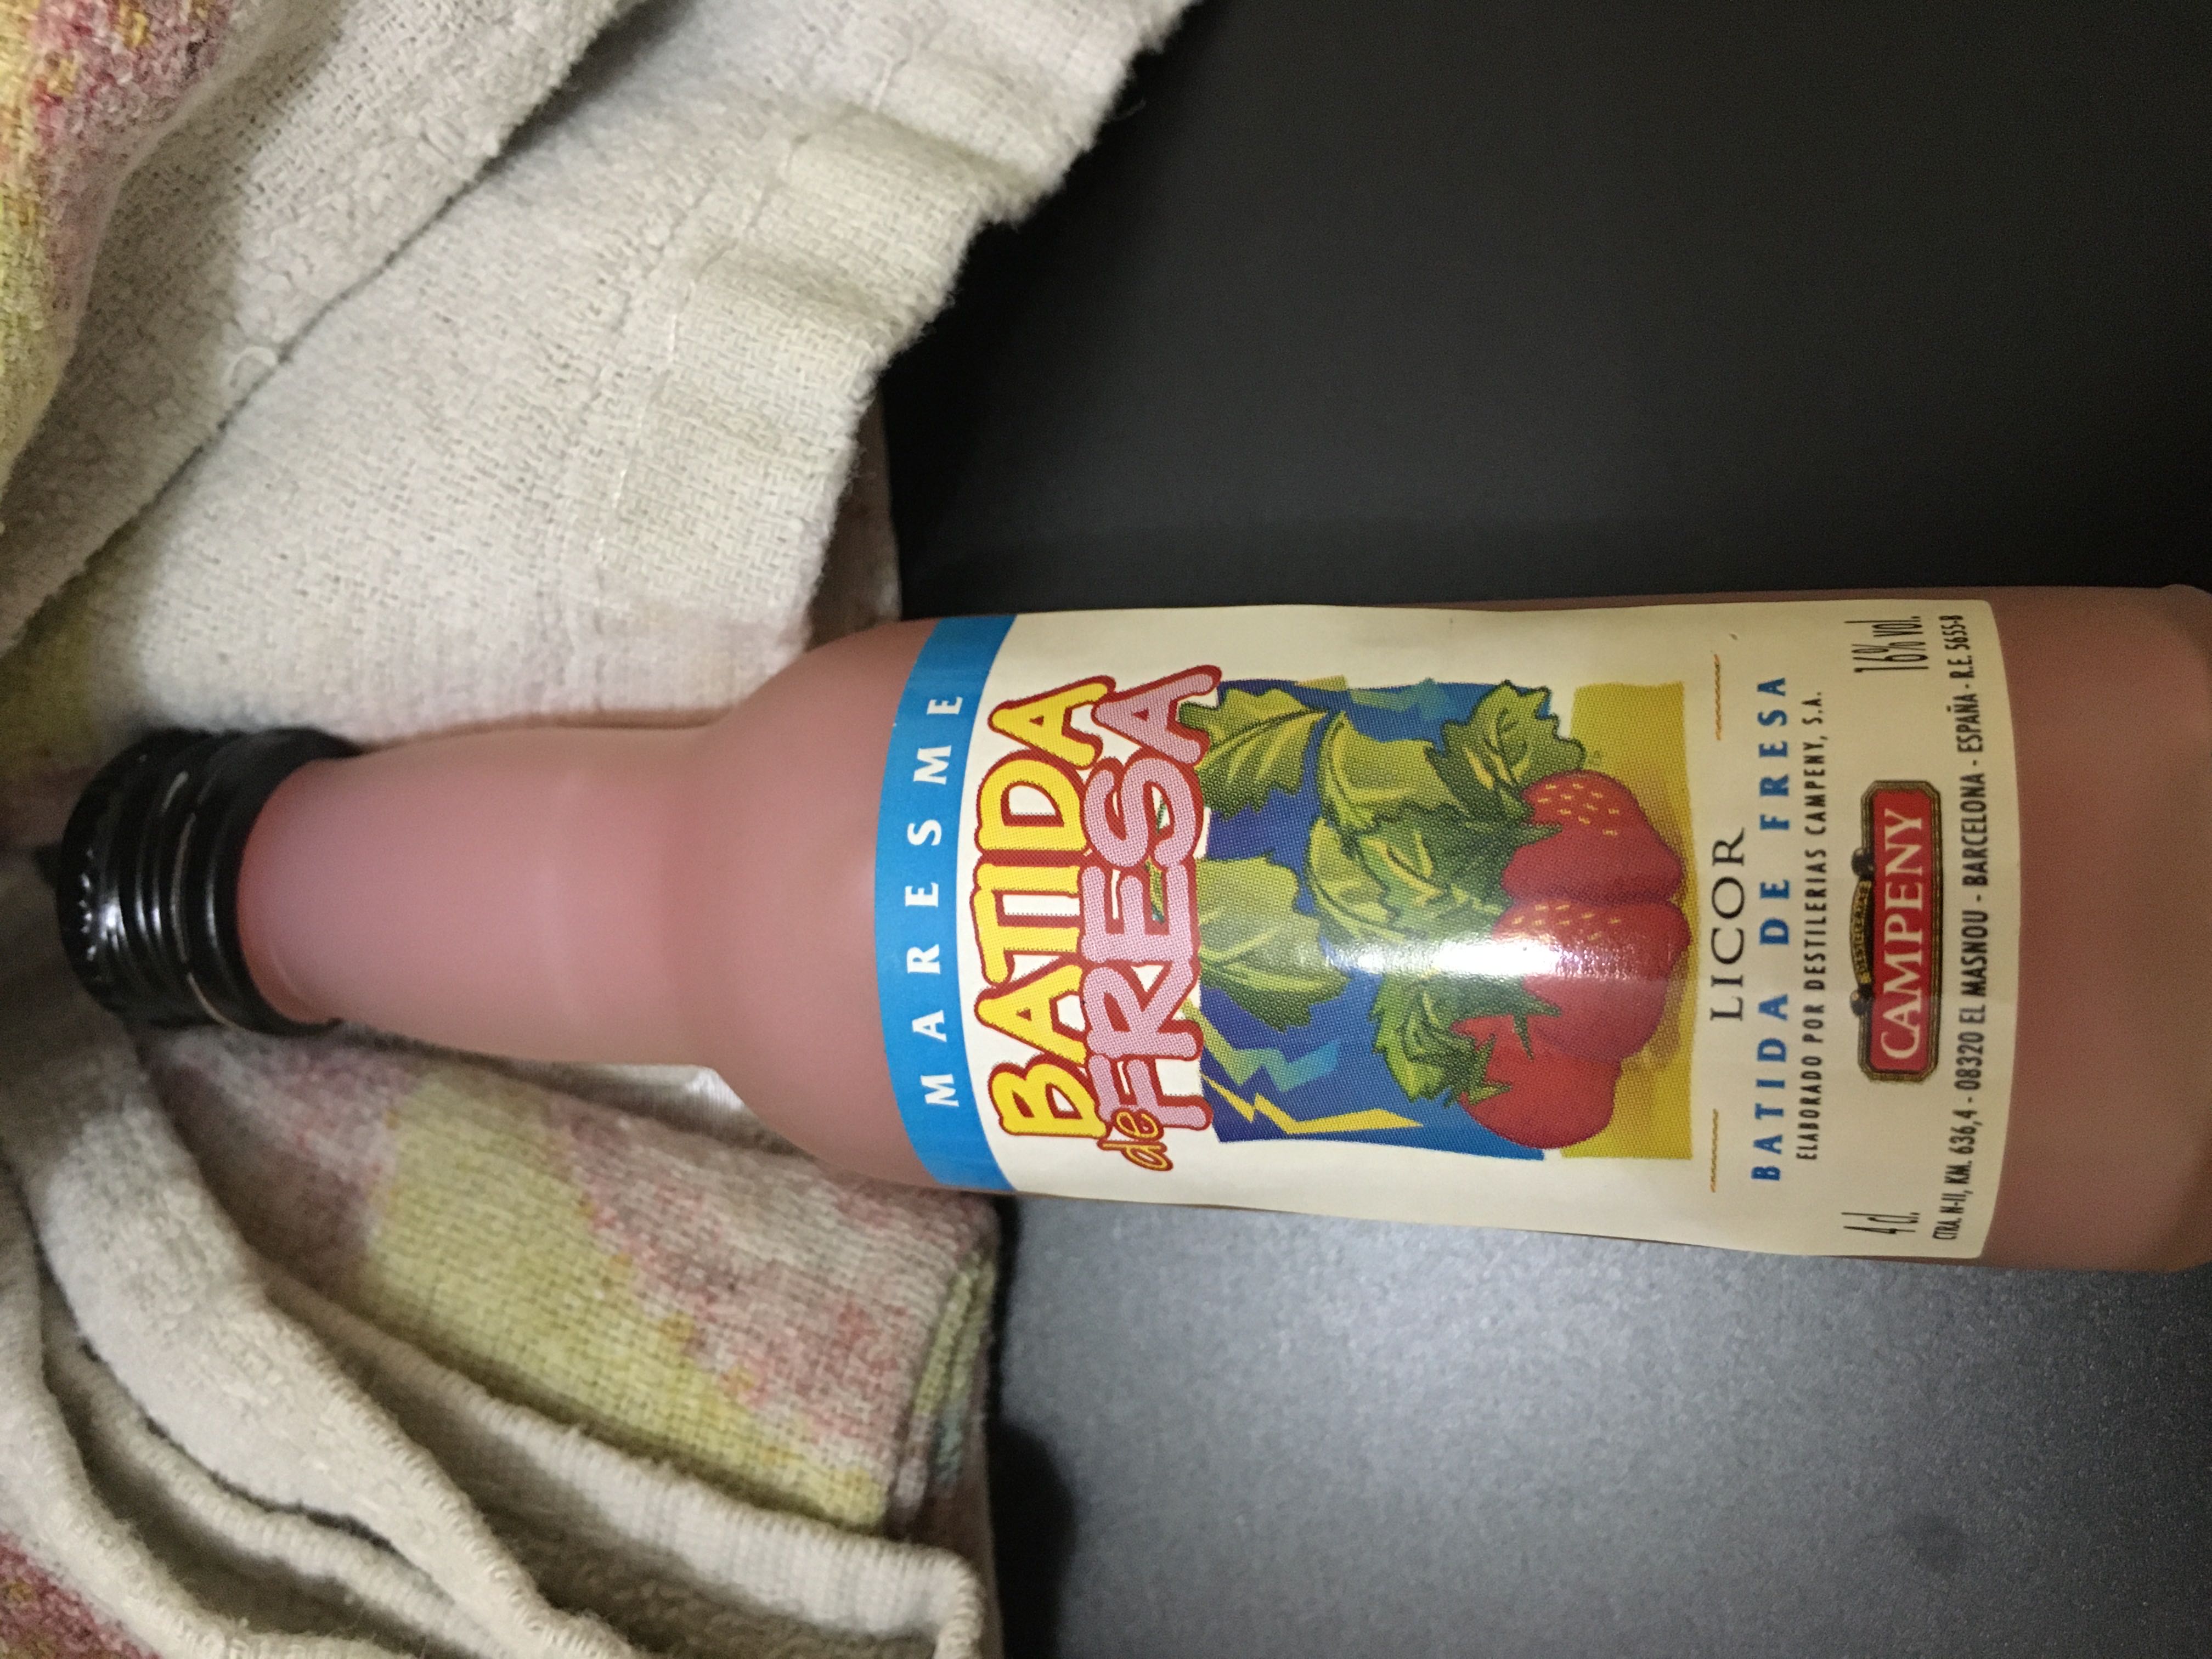 MARESME
BATIDA
de FRESA
LICOR
BATIDA DE FRESA
ELABORADO POR DESTILERIAS CAMPENY, S.A.
4 cl.
CAMPENY
16% vol.
CTRA. N-II, KM. 636,4 - 08320 EL MASNOU - BARCELONA - ESPAÑA - R.E. 5655-B